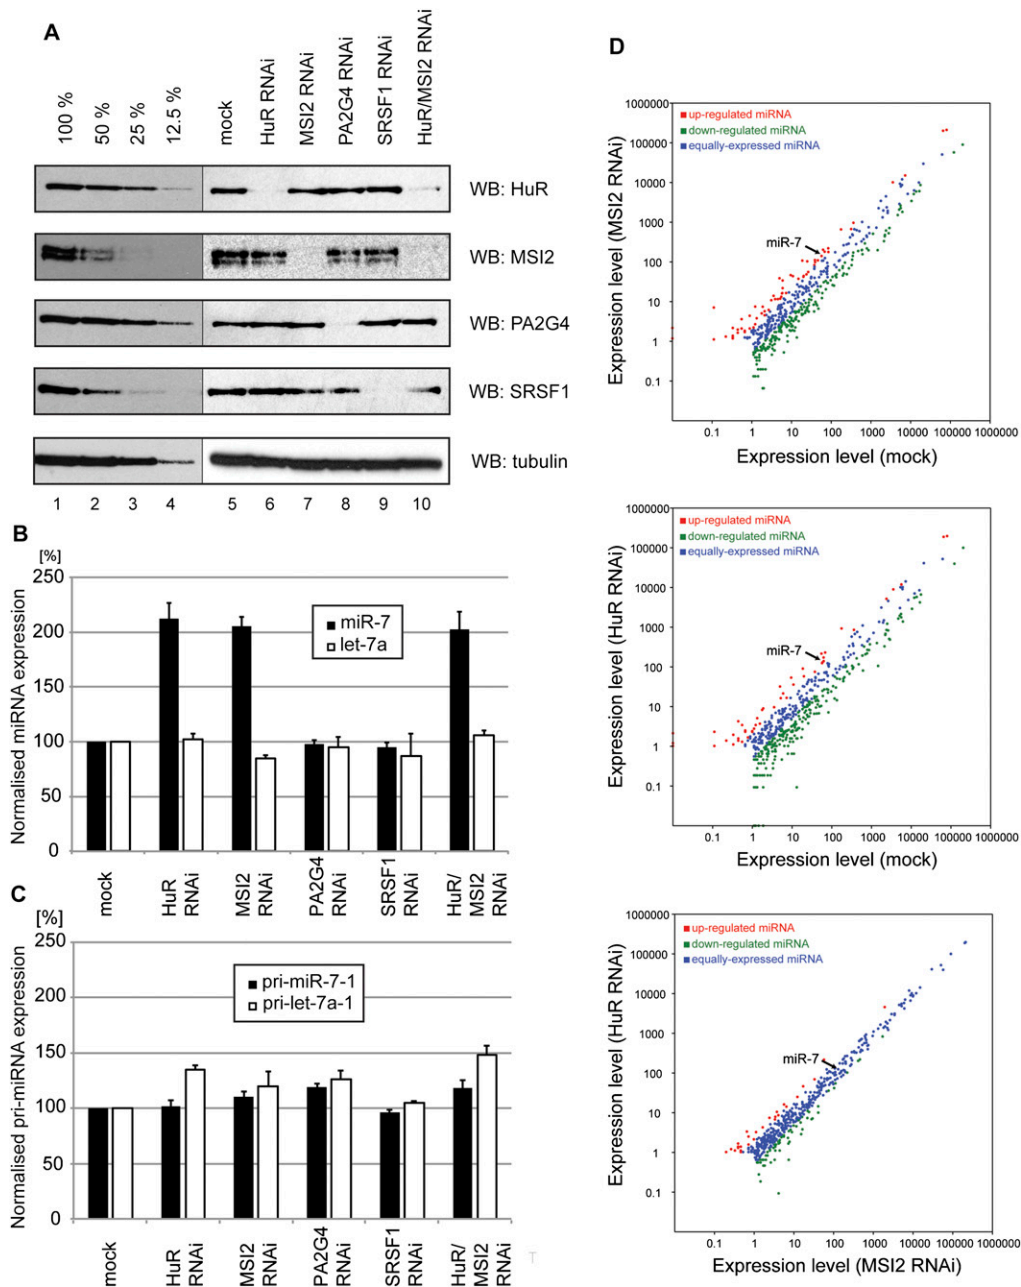 A
100 %
50 %
25 %
12.5 %
mock
HuR RNAi
MSI2 RNAi
PA2G4 RNAi
SRSF1 RNAi
HuR/MSI2 RNAi
WB: HuR
WB: MSI2
WB: PA2G4
WB: SRSF1
WB: tubulin
1 2 3 4 5 6 7 8 9 10
B
[%]
Normalised miRNA expression
250
200
150
100
50
0
miR-7
let-7a
mock
HuR RNAi
MSI2 RNAi
PA2G4 RNAi
SRSF1 RNAi
HuR/ MSI2 RNAi
C
[%]
Normalised pri-miRNA expression
250
200
150
100
50
0
pri-miR-7-1
pri-let-7a-1
mock
HuR RNAi
MSI2 RNAi
PA2G4 RNAi
SRSF1 RNAi
HuR/ MSI2 RNAi
D
Expression level (MSI2 RNAi)
1000000
100000
10000
1000
100
10
1
0.1
up-regulated miRNA
down-regulated miRNA
equally-expressed miRNA
miR-7
0.1 1 10 100 1000 10000 100000 1000000
Expression level (mock)
Expression level (HuR RNAi)
1000000
100000
10000
1000
100
10
1
0.1
up-regulated miRNA
down-regulated miRNA
equally-expressed miRNA
miR-7
0.1 1 10 100 1000 10000 100000 1000000
Expression level (mock)
Expression level (HuR RNAi)
1000000
100000
10000
1000
100
10
1
0.1
up-regulated miRNA
down-regulated miRNA
equally-expressed miRNA
miR-7
0.1 1 10 100 1000 10000 100000 1000000
Expression level (MSI2 RNAi)